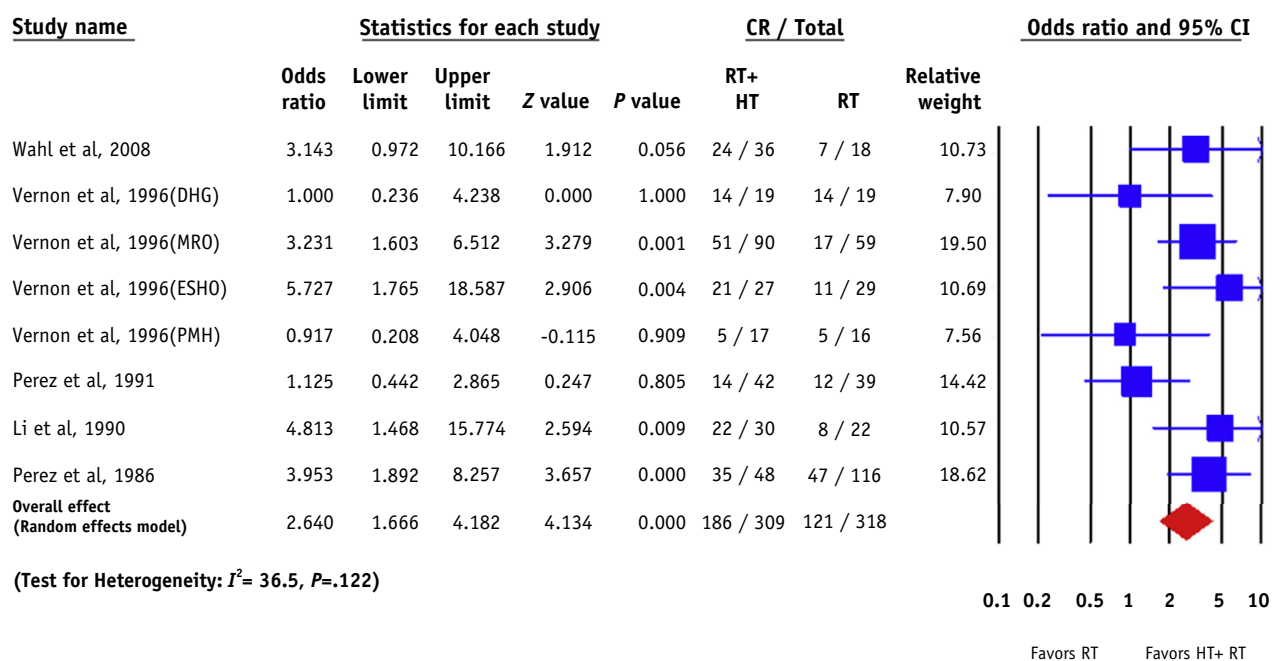 Study name Statistics for each study CR / Total Odds ratio and 95% CI
Odds ratio Lower limit Upper limit Z value P value RT+ HT RT Relative weight
Wahl et al, 2008 3.143 0.972 10.166 1.912 0.056 24 / 36 7 / 18 10.73
Vernon et al, 1996(DHG) 1.000 0.236 4.238 0.000 1.000 14 / 19 14 / 19 7.90
Vernon et al, 1996(MRO) 3.231 1.603 6.512 3.279 0.001 51 / 90 17 / 59 19.50
Vernon et al, 1996(ESHO) 5.727 1.765 18.587 2.906 0.004 21 / 27 11 / 29 10.69
Vernon et al, 1996(PMH) 0.917 0.208 4.048 -0.115 0.909 5 / 17 5 / 16 7.56
Perez et al, 1991 1.125 0.442 2.865 0.247 0.805 14 / 42 12 / 39 14.42
Li et al, 1990 4.813 1.468 15.774 2.594 0.009 22 / 30 8 / 22 10.57
Perez et al, 1986 3.953 1.892 8.257 3.657 0.000 35 / 48 47 / 116 18.62
Overall effect
(Random effects model) 2.640 1.666 4.182 4.134 0.000 186 / 309 121 / 318
(Test for Heterogeneity: I²= 36.5, P=.122)
0.1 0.2 0.5 1 2 5 10
Favors RT Favors HT+ RT